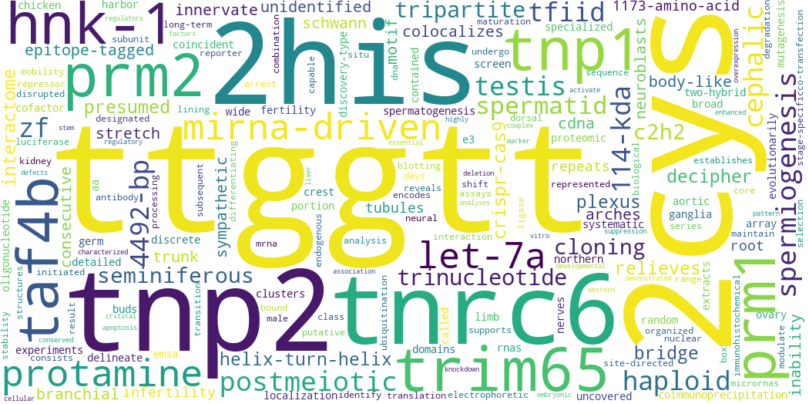 chicken
harbor
regulators
innervate
unidentified
tripartite
tfiid
1173-amino-acid
hnk-1
long-term
factors
subunit
combination
schwann
colocalizes
motif
specialized
maturation
degradation
overexpression
cephalic
mutagenesis
transfection
epitope-tagged
coincident
reporter
2his
capable
situ
discovery-type
contained
dna
undergo
screen
tnp1
sequence
neuroblasts
activate
body-like
two-hybrid
broad
enhanced
stage-specific
interactome
mobility
repressor
disrupted
cofactor
prm2
presumed
lining
wide
fertility
spermatogenesis
testis
spermatid
cdna
proteomic
114-kda
c2h2
establishes
decipher
core
biological
2cys
evolutionarily
spermiogenesis
zf
luciferase
stem
designated
regulatory
stretch
mirna-driven
highly
complex
dorsal
marker
e3
crispr-cas9
essential
repeats
represented
plexus
aortic
ganglia
series
kidney
defects
aa
consecutive
antibody
4492-bp
processing
subsequent
sympathetic
differentiating
ttggtt
crest
portion
tubules
neural
liver
blotting
days
reveals
encodes
assays
analyses
deletion
shift
ligase
vitro
arches
systematic
suppression
array
maintain
root
pattern
selection
oligonucleotide
taf4b
germ
characterized
discrete
detailed
trunk
initiated
structures
mrna
endogenous
analysis
interaction
developmental
let-7a
cloning
northern
trinucleotide
relieves
demonstrated
range
extracts
seminiferous
tnp2
association
tnrc6
western
bridge
random
organized
nuclear
box
immunohistochemical
prm1
ovary
modulate
inability
stability
conserved
result
buds
critical
apoptosis
transition
clusters
bound
male
class
putative
ubiquitination
called
limb
supports
nerves
domains
rnas
site-directed
experiments
consists
delineate
emsa
helix-turn-helix
trim65
haploid
micrornas
protamine
branchial
infertility
postmeiotic
knockdown
uncovered
coimmunoprecipitation
cellular
localization
identify
translation
electrophoretic
embryonic
arrest